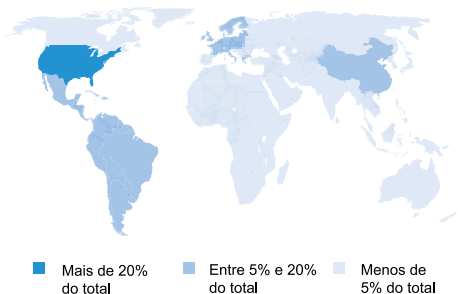 Mais de 20%
do total
Entre 5% e 20%
do total
Menos de
5% do total